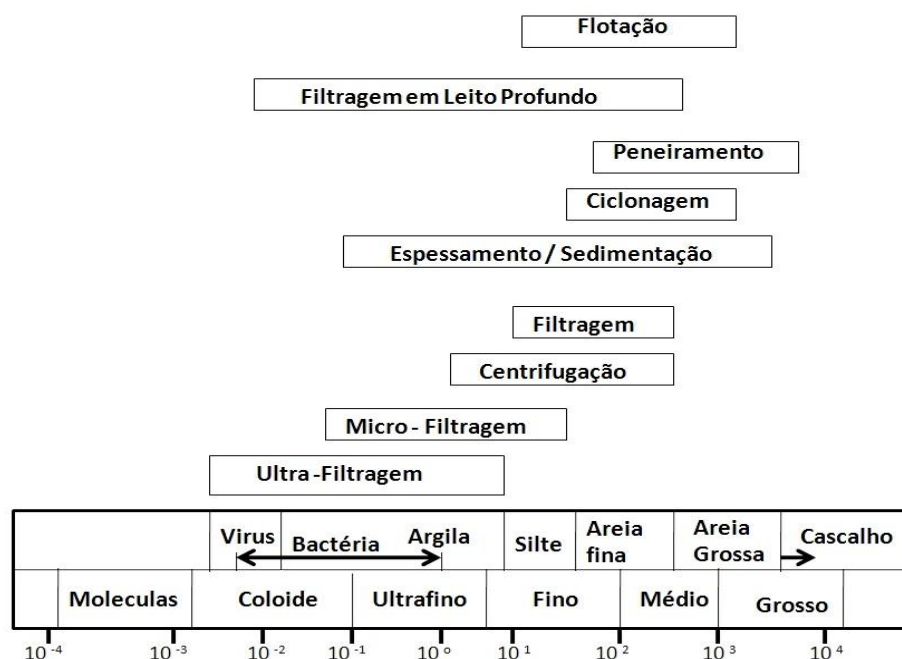 Flotação
Filtragem em Leito Profundo
Peneiramento
Ciclonagem
Espessamento / Sedimentação
Filtragem
Centrifugação
Micro - Filtragem
Ultra -Filtragem
Virus
Bactéria
Argila
Silte
Areia
fina
Areia
Grossa
Cascalho
Moleculas
Coloide
Ultrafino
Fino
Médio
Grosso
10⁻⁴ 10⁻³ 10⁻² 10⁻¹ 10⁰ 10¹ 10² 10³ 10⁴